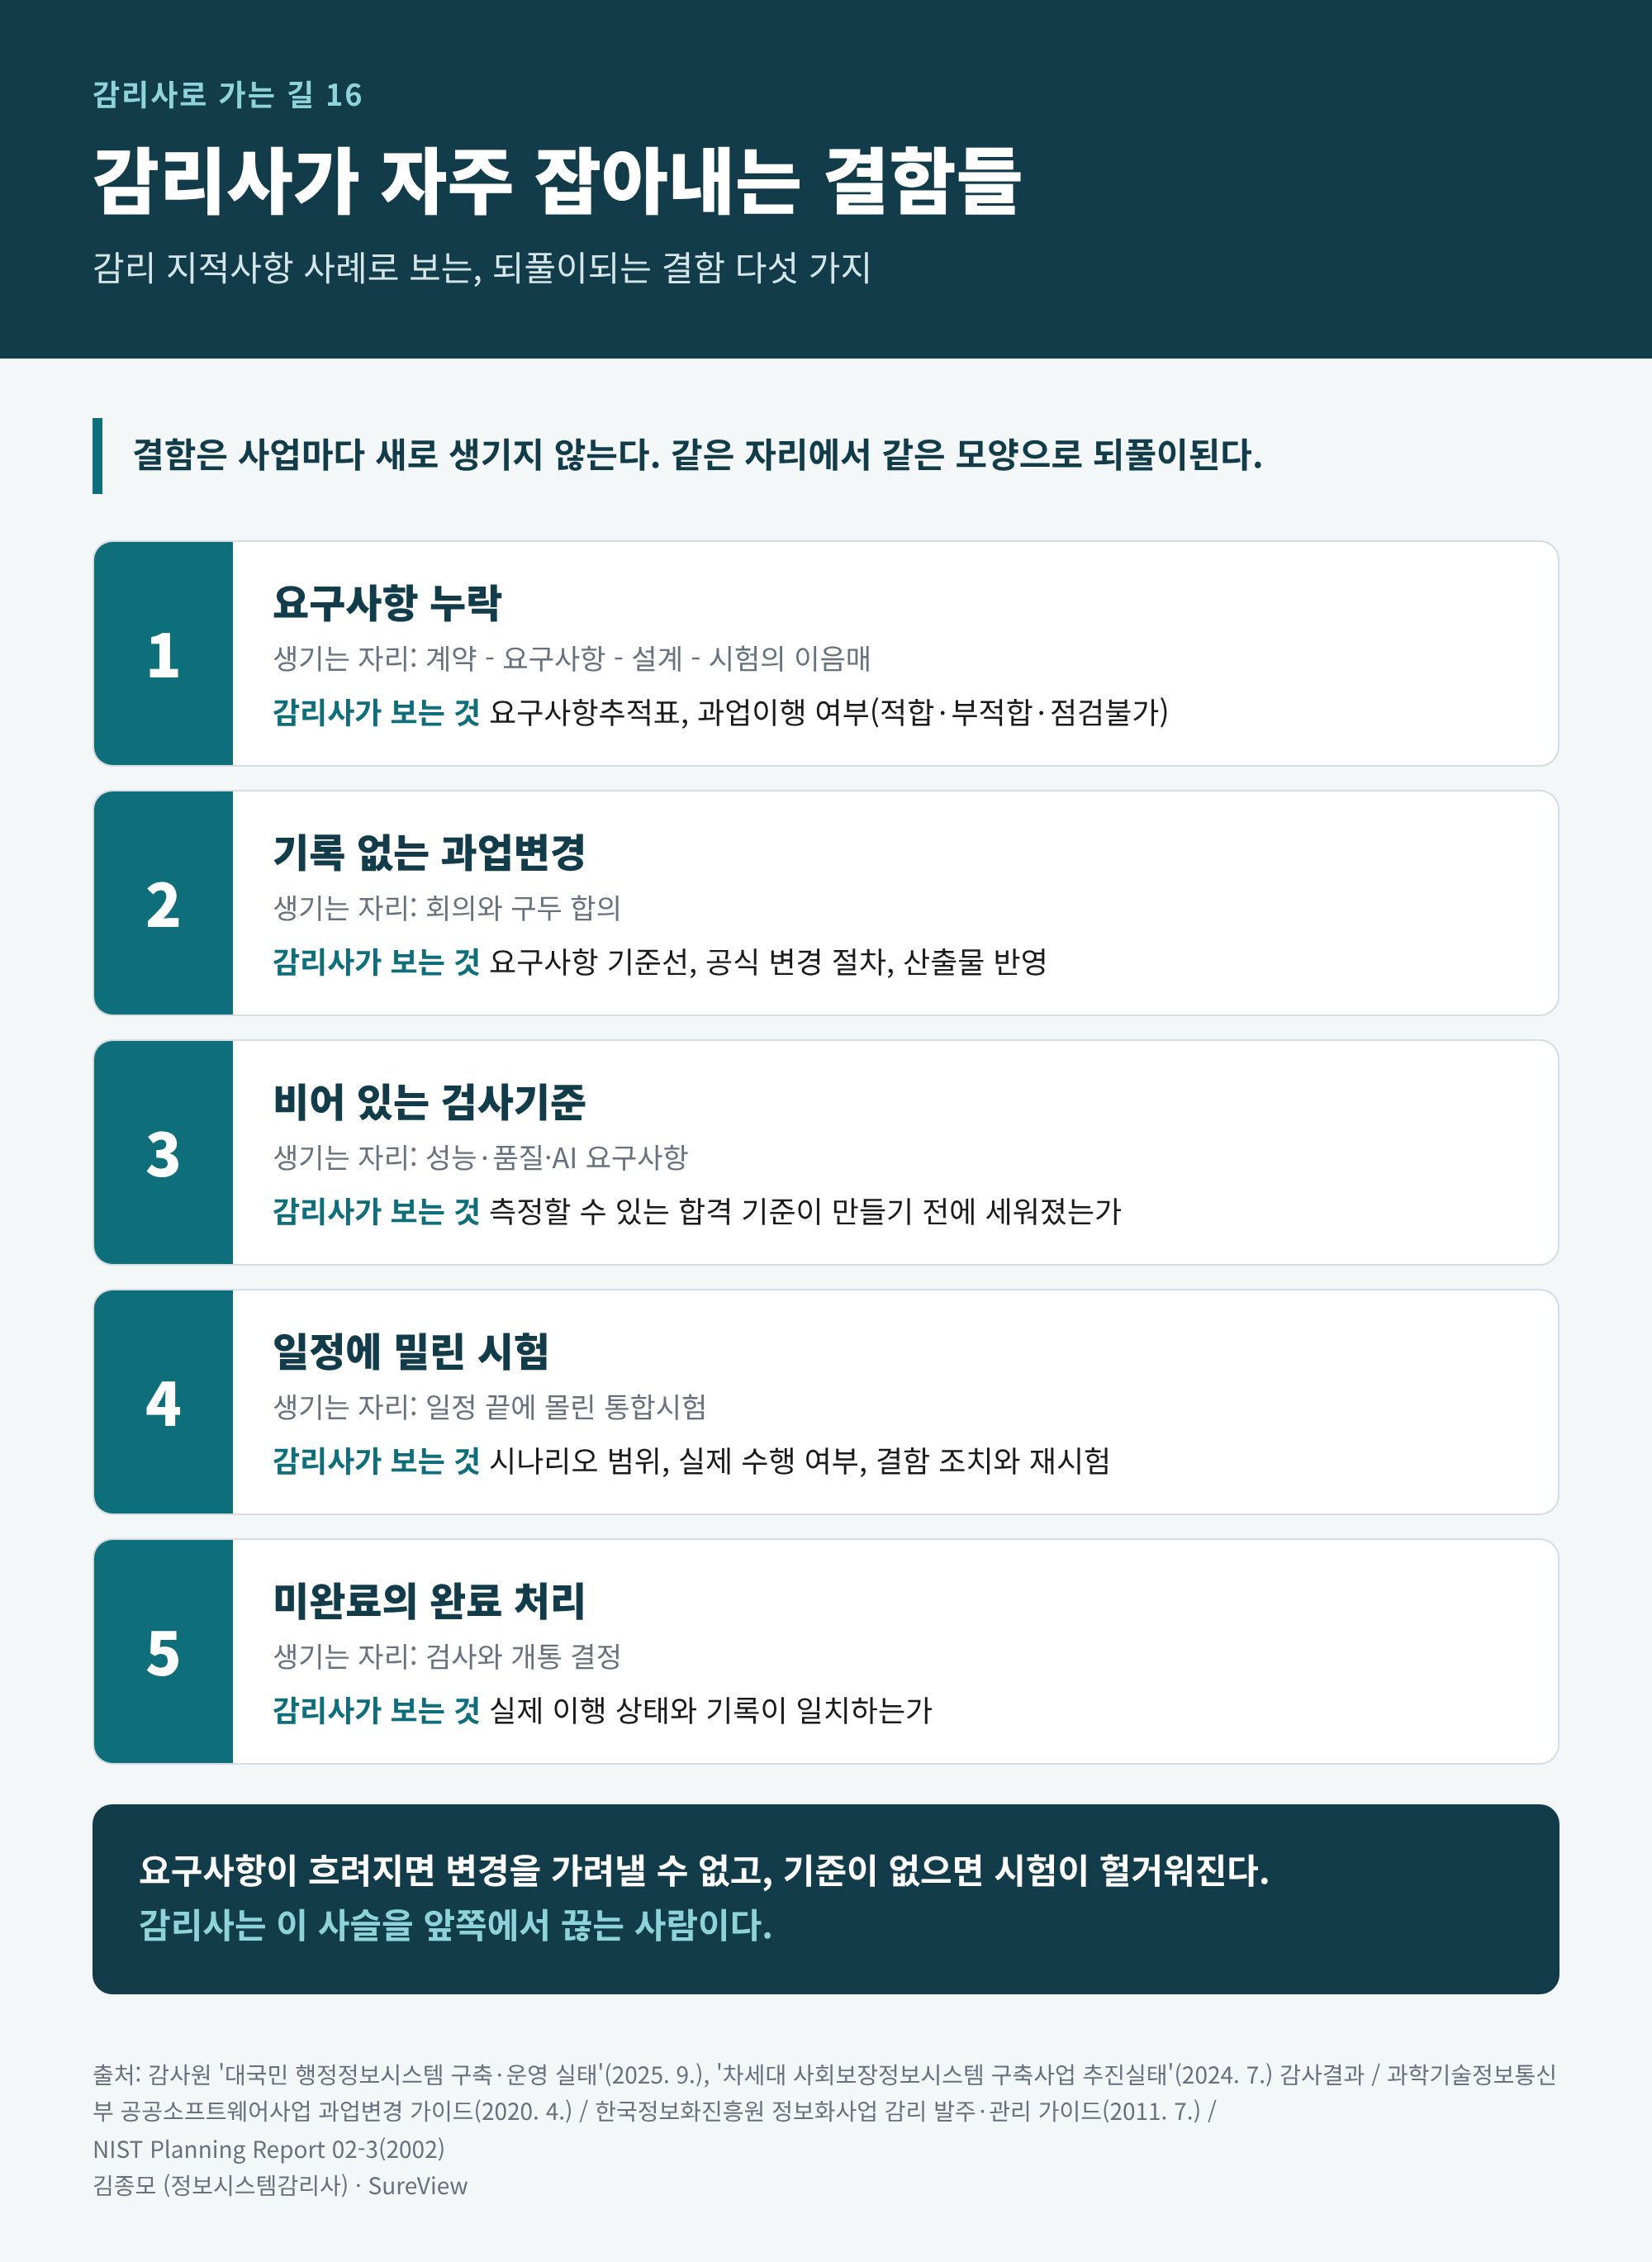 감리사로 가는 길 16
감리사가 자주 잡아내는 결함들
감리 지적사항 사례로 보는, 되풀이되는 결함 다섯 가지
결함은 사업마다 새로 생기지 않는다. 같은 자리에서 같은 모양으로 되풀이된다.
1
요구사항 누락
생기는 자리: 계약 - 요구사항 - 설계 - 시험의 이음매
감리사가 보는 것 요구사항추적표, 과업이행 여부(적합·부적합·점검불가)
2
기록 없는 과업변경
생기는 자리: 회의와 구두 합의
감리사가 보는 것 요구사항 기준선, 공식 변경 절차, 산출물 반영
3
비어 있는 검사기준
생기는 자리: 성능·품질·AI 요구사항
감리사가 보는 것 측정할 수 있는 합격 기준이 만들기 전에 세워졌는가
4
일정에 밀린 시험
생기는 자리: 일정 끝에 몰린 통합시험
감리사가 보는 것 시나리오 범위, 실제 수행 여부, 결함 조치와 재시험
5
미완료의 완료 처리
생기는 자리: 검사와 개통 결정
감리사가 보는 것 실제 이행 상태와 기록이 일치하는가
요구사항이 흐려지면 변경을 가려낼 수 없고, 기준이 없으면 시험이 헐거워진다.
감리사는 이 사슬을 앞쪽에서 끊는 사람이다.
출처: 감사원 '대국민 행정정보시스템 구축·운영 실태'(2025. 9.), '차세대 사회보장정보시스템 구축사업 추진실태'(2024. 7.) 감사결과 / 과학기술정보통신
부 공공소프트웨어사업 과업변경 가이드(2020. 4.) / 한국정보화진흥원 정보화사업 감리 발주·관리 가이드(2011. 7.) /
NIST Planning Report 02-3(2002)
김종모 (정보시스템감리사) · SureView